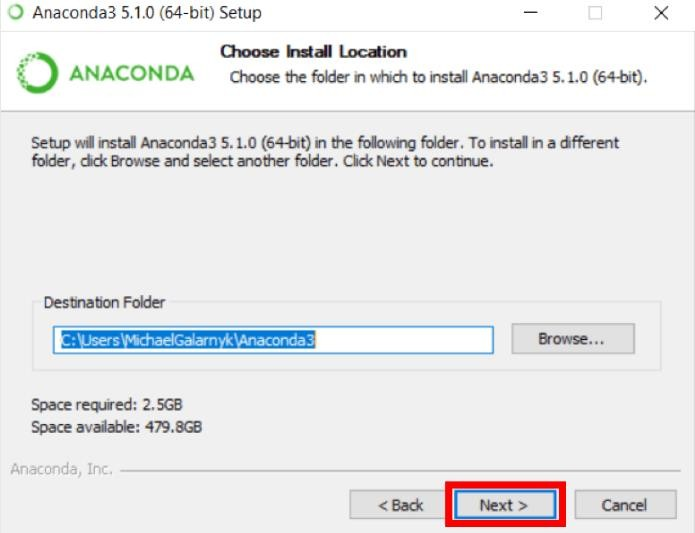 Anaconda3 5.1.0 (64-bit) Setup
ANACONDA
Choose Install Location
Choose the folder in which to install Anaconda3 5.1.0 (64-bit).
Setup will install Anaconda3 5.1.0 (64-bit) in the following folder. To install in a different
folder, click Browse and select another folder. Click Next to continue.
Destination Folder
C:\Users\MichaelGalarnyk\Anaconda3
Browse...
Space required: 2.5GB
Space available: 479.8GB
Anaconda, Inc.
< Back
Next >
Cancel